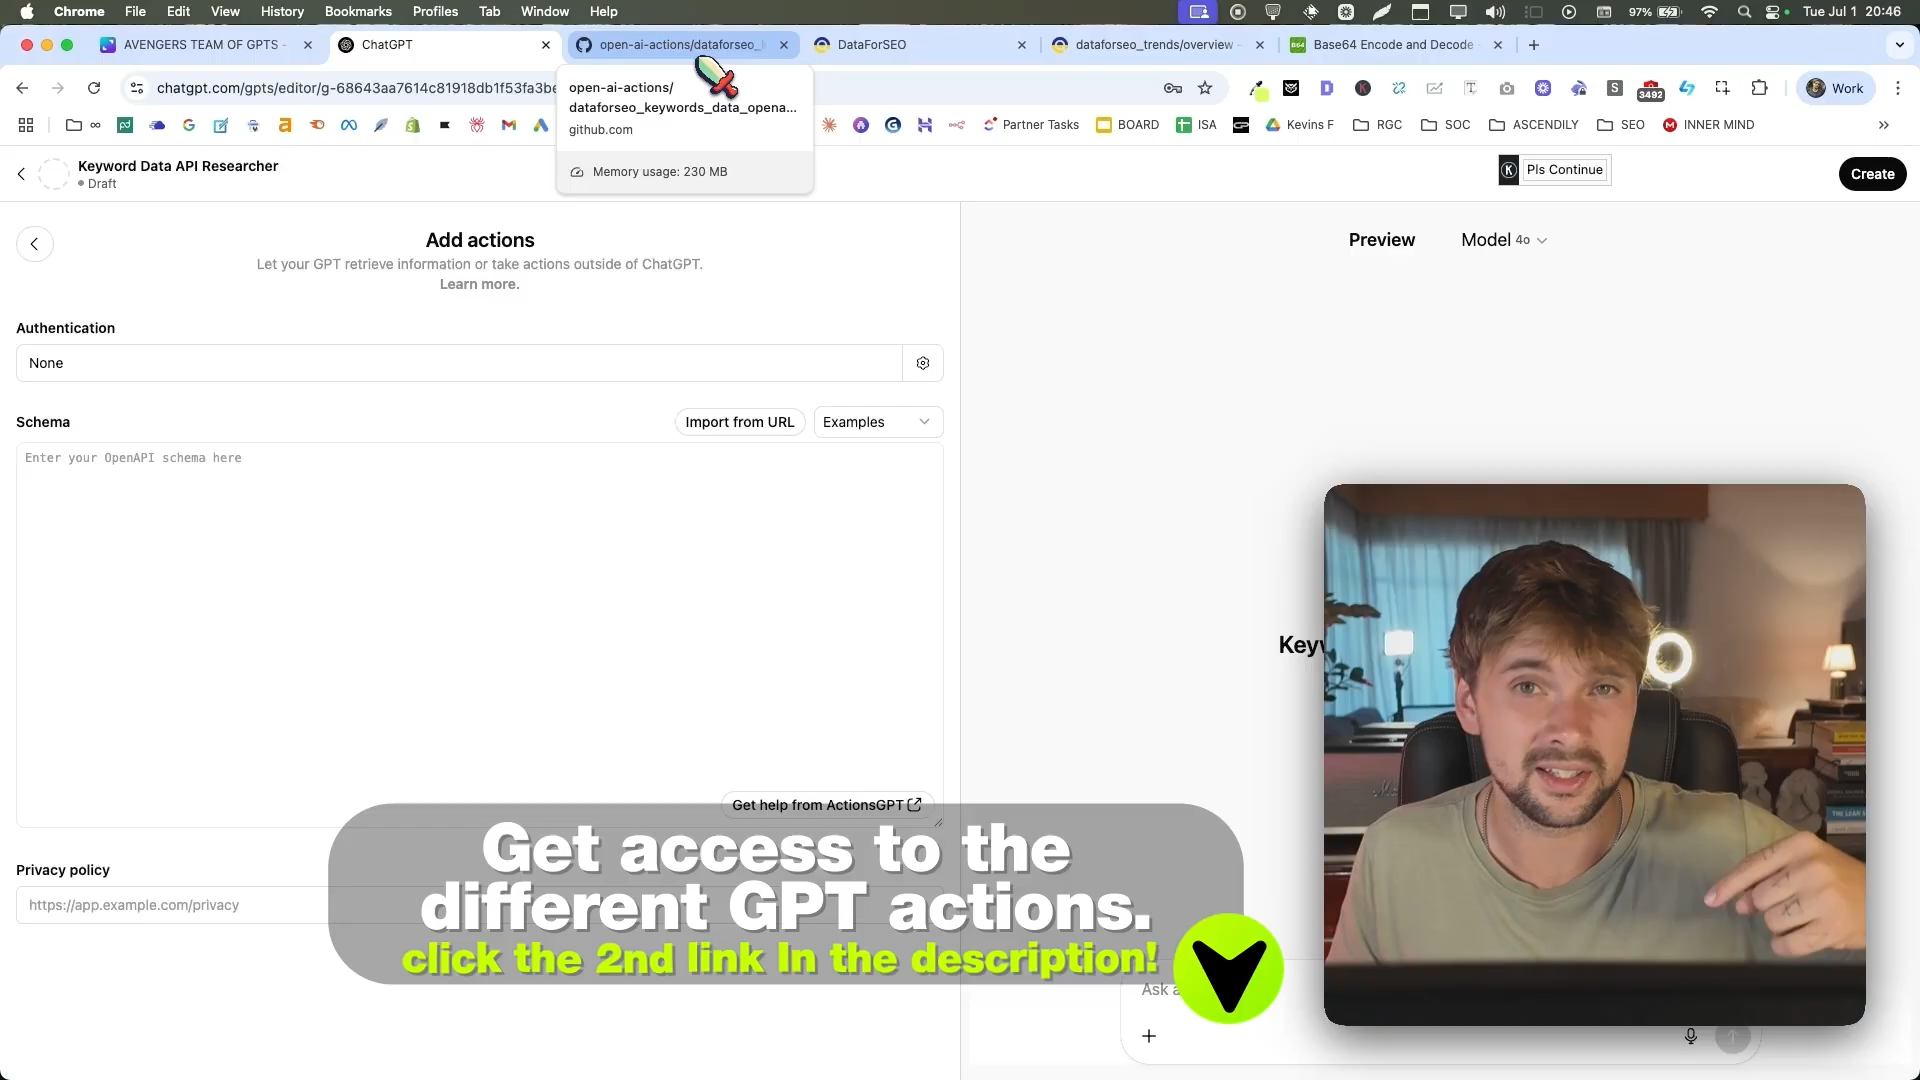 Chrome File Edit View History Bookmarks Profiles Tab Window Help
97% Tue Jul 1 20:46
AVENGERS TEAM OF GPTS -
ChatGPT
open-ai-actions/dataforseo_
DataForSEO
dataforseo_trends/overview
Base64 Encode and Decode
chatgpt.com/gpts/editor/g-68643aa7614c81918db1f53fa3be
3492
Work
open-ai-actions/
dataforseo_keywords_data_opena...
github.com
Memory usage: 230 MB
Partner Tasks
BOARD
ISA
Kevins F
RGC
SOC
ASCENDILY
SEO
INNER MIND
Keyword Data API Researcher
Draft
Pls Continue
Create
Add actions
Let your GPT retrieve information or take actions outside of ChatGPT.
Learn more.
Authentication
None
Schema
Import from URL
Examples
Enter your OpenAPI schema here
Get help from ActionsGPT
Privacy policy
https://app.example.com/privacy
Preview
Model 4o
Keyw
Ask a
Get access to the
different GPT actions.
click the 2nd link In the description!